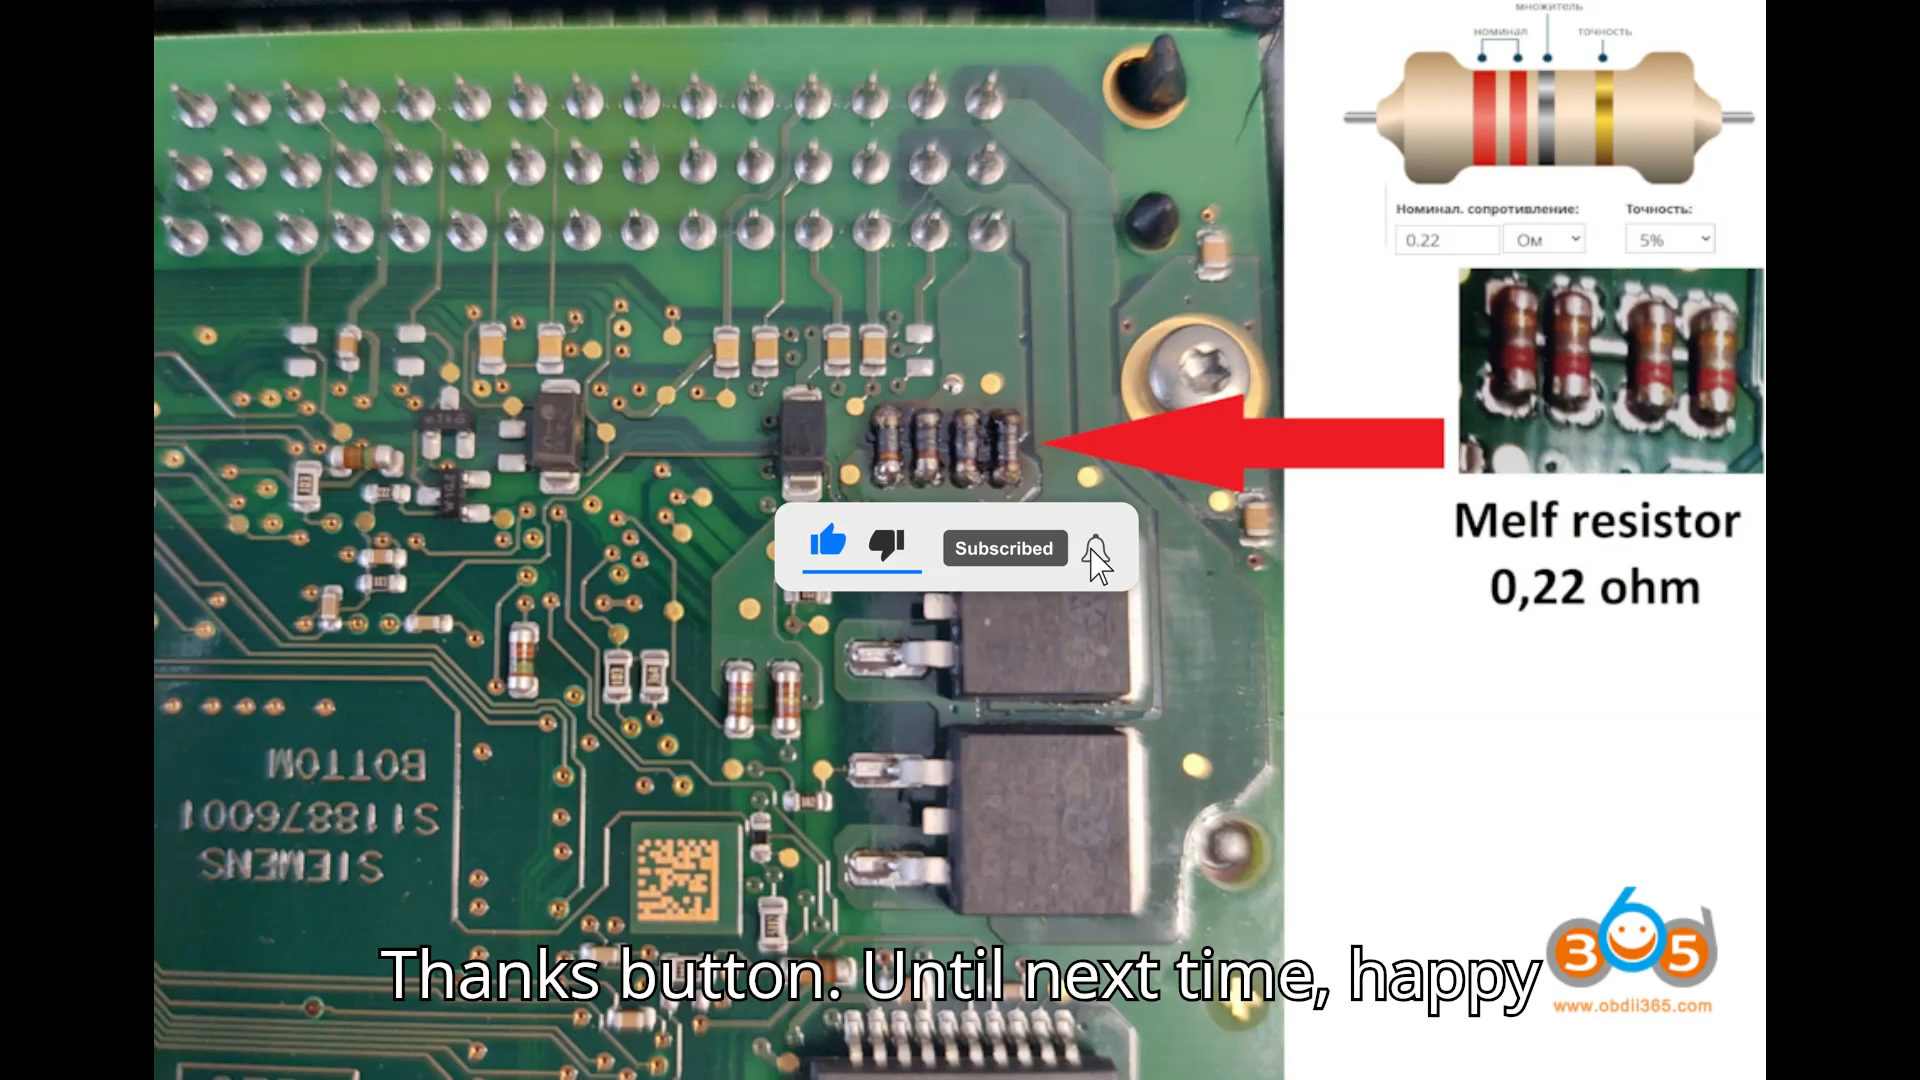 множитель
номинал
точность
Номинал. сопротивление:
Точность:
0.22
Ом
5%
Melf resistor
0,22 ohm
Subscribed
BOTTOM
S118876001
SIEMENS
Thanks button. Until next time, happy
365
www.obdii365.com